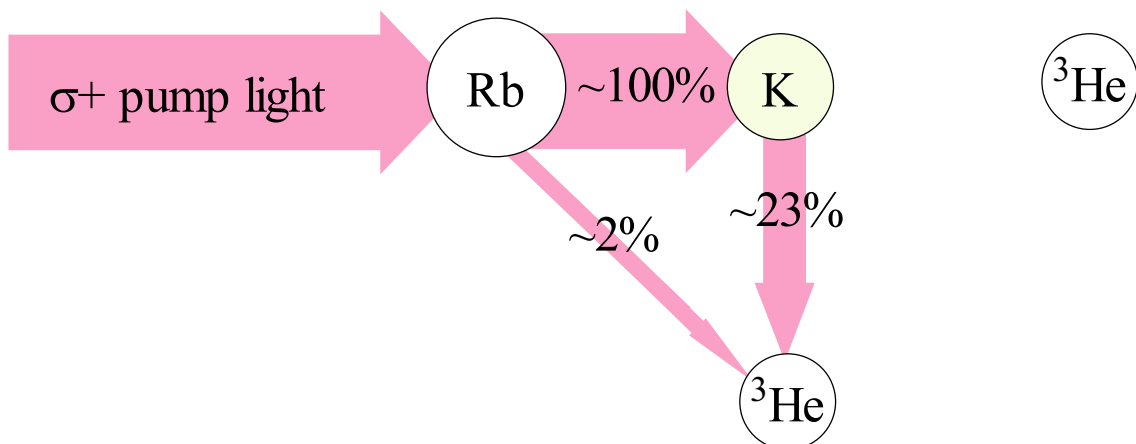 σ+ pump light
Rb
~100%
K
³He
~2%
~23%
³He